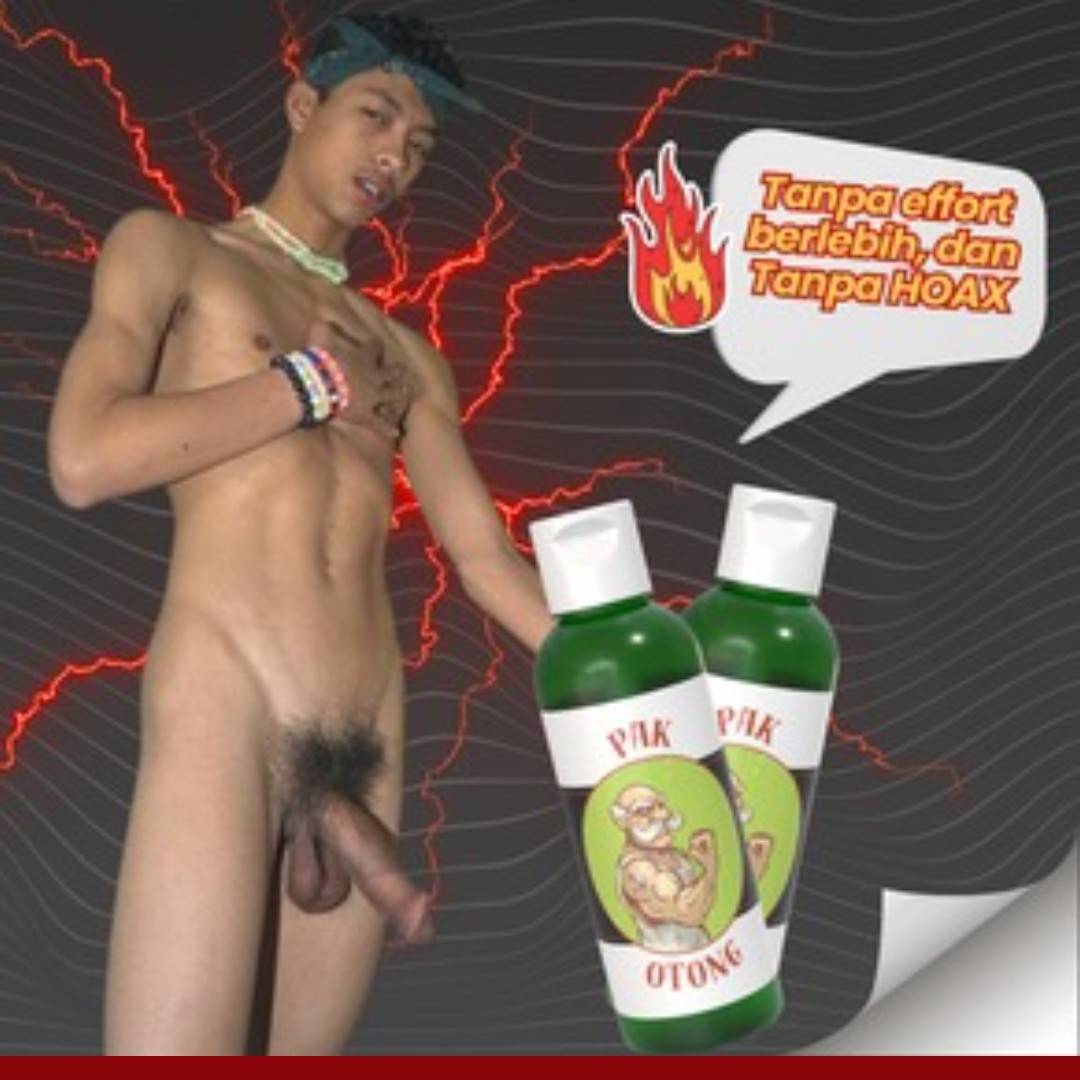 Tanpa effort
berlebih, dan
Tanpa HOAX
PAK
OTONG
PAK